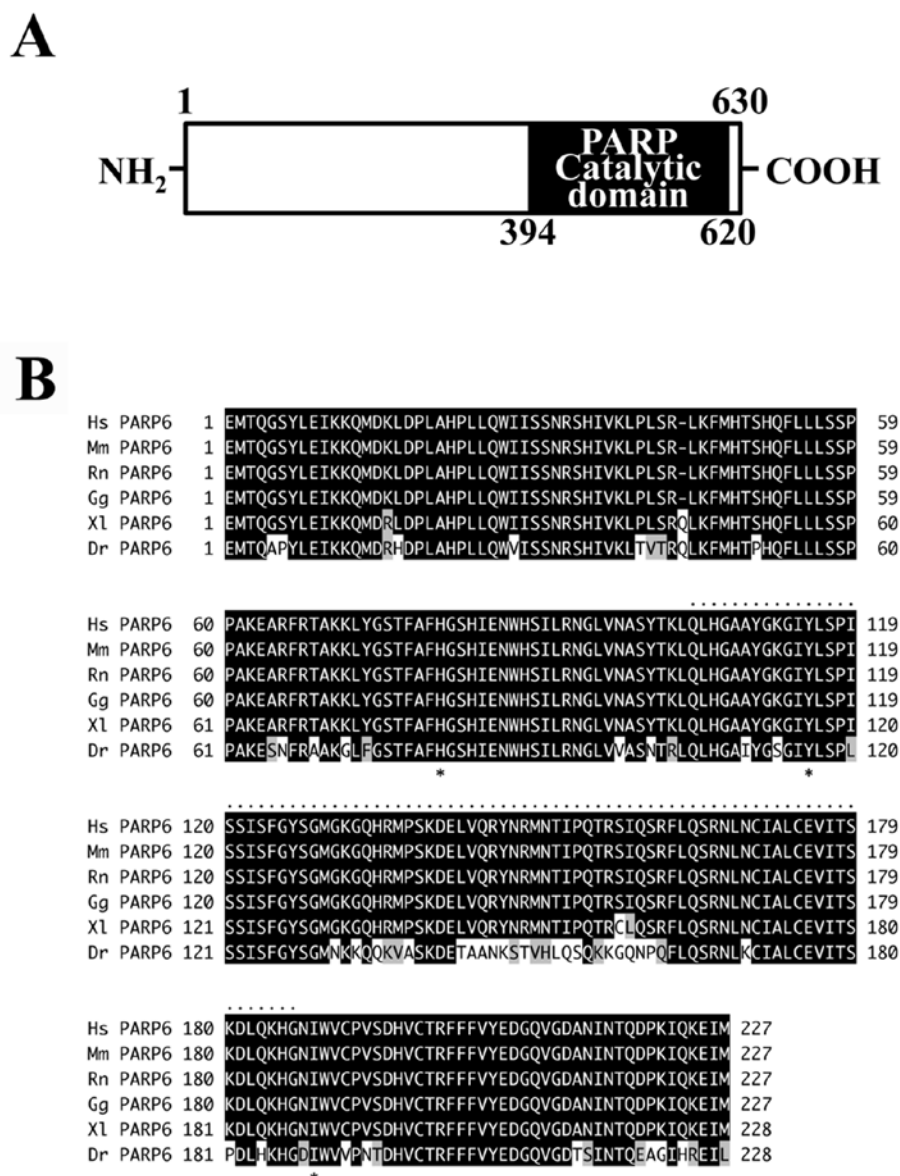 A
1 630
NH2 PARP Catalytic domain COOH
394 620
B
Hs PARP6 1 EMTQGSYLEIKKQMDKLDPLAHPLLQWIISSNRSHIVKLPLSR-LKFMHTSHQFLLLSSP 59
Mm PARP6 1 EMTQGSYLEIKKQMDKLDPLAHPLLQWIISSNRSHIVKLPLSR-LKFMHTSHQFLLLSSP 59
Rn PARP6 1 EMTQGSYLEIKKQMDKLDPLAHPLLQWIISSNRSHIVKLPLSR-LKFMHTSHQFLLLSSP 59
Gg PARP6 1 EMTQGSYLEIKKQMDKLDPLAHPLLQWIISSNRSHIVKLPLSR-LKFMHTSHQFLLLSSP 59
Xl PARP6 1 EMTQGSYLEIKKQMDRLDPLAHPLLQWIISSNRSHIVKLPLSRQLKFMHTSHQFLLLSSP 60
Dr PARP6 1 EMTQAPYLEIKKQMDRHDPLAHPLLQWVISSNRSHIVKLTVTRQLKFMHTPHQFLLLSSP 60
................
Hs PARP6 60 PAKEARFRTAKKLYGSTFAFHGSHIENWHSILRNGLVNASYTKLQLHGAAYGKGIYLSPI 119
Mm PARP6 60 PAKEARFRTAKKLYGSTFAFHGSHIENWHSILRNGLVNASYTKLQLHGAAYGKGIYLSPI 119
Rn PARP6 60 PAKEARFRTAKKLYGSTFAFHGSHIENWHSILRNGLVNASYTKLQLHGAAYGKGIYLSPI 119
Gg PARP6 60 PAKEARFRTAKKLYGSTFAFHGSHIENWHSILRNGLVNASYTKLQLHGAAYGKGIYLSPI 119
Xl PARP6 61 PAKEARFRTAKKLYGSTFAFHGSHIENWHSILRNGLVNASYTKLQLHGAAYGKGIYLSPI 120
Dr PARP6 61 PAKESNFRAAKGLFGSTFAFHGSHIENWHSILRNGLVVASNTRLQLHGAIYGSGIYLSPL 120
* *
............................................................
Hs PARP6 120 SSISFGYSGMGKGQHRMPSKDELVQRYNRMNTIPQTRSIQSRFLQSRNLNCIALCEVITS 179
Mm PARP6 120 SSISFGYSGMGKGQHRMPSKDELVQRYNRMNTIPQTRSIQSRFLQSRNLNCIALCEVITS 179
Rn PARP6 120 SSISFGYSGMGKGQHRMPSKDELVQRYNRMNTIPQTRSIQSRFLQSRNLNCIALCEVITS 179
Gg PARP6 120 SSISFGYSGMGKGQHRMPSKDELVQRYNRMNTIPQTRSIQSRFLQSRNLNCIALCEVITS 179
Xl PARP6 121 SSISFGYSGMGKGQHRMPSKDELVQRYNRMNTIPQTRCLQSRFLQSRNLNCIALCEVITS 180
Dr PARP6 121 SSISFGYSGMNKKQQKVASKDETAANKSTVHLQSQKKGQNPQFLQSRNLKCIALCEVITS 180
.......
Hs PARP6 180 KDLQKHGNIWVCPVSDHVCTRFFFVYEDGQVGDANINTQDPKIQKEIM 227
Mm PARP6 180 KDLQKHGNIWVCPVSDHVCTRFFFVYEDGQVGDANINTQDPKIQKEIM 227
Rn PARP6 180 KDLQKHGNIWVCPVSDHVCTRFFFVYEDGQVGDANINTQDPKIQKEIM 227
Gg PARP6 180 KDLQKHGNIWVCPVSDHVCTRFFFVYEDGQVGDANINTQDPKIQKEIM 227
Xl PARP6 181 KDLQKHGNIWVCPVSDHVCTRFFFVYEDGQVGDANINTQDPKIQKEIM 228
Dr PARP6 181 PDLHKHGDIWVVPNTDHVCTRFFFVYEDGQVGDTSINTQEAGIHREIL 228
*